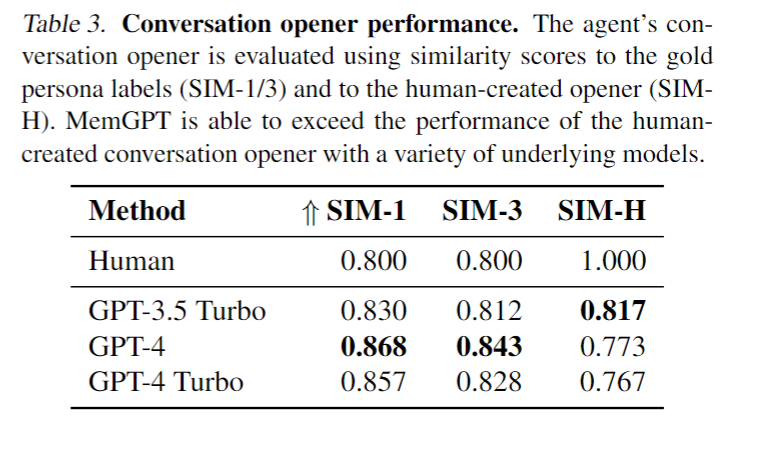 Table 3. Conversation opener performance. The agent's con-
versation opener is evaluated using similarity scores to the gold
persona labels (SIM-1/3) and to the human-created opener (SIM-
H). MemGPT is able to exceed the performance of the human-
created conversation opener with a variety of underlying models.
Method ⇑ SIM-1 SIM-3 SIM-H
Human 0.800 0.800 1.000
GPT-3.5 Turbo 0.830 0.812 0.817
GPT-4 0.868 0.843 0.773
GPT-4 Turbo 0.857 0.828 0.767